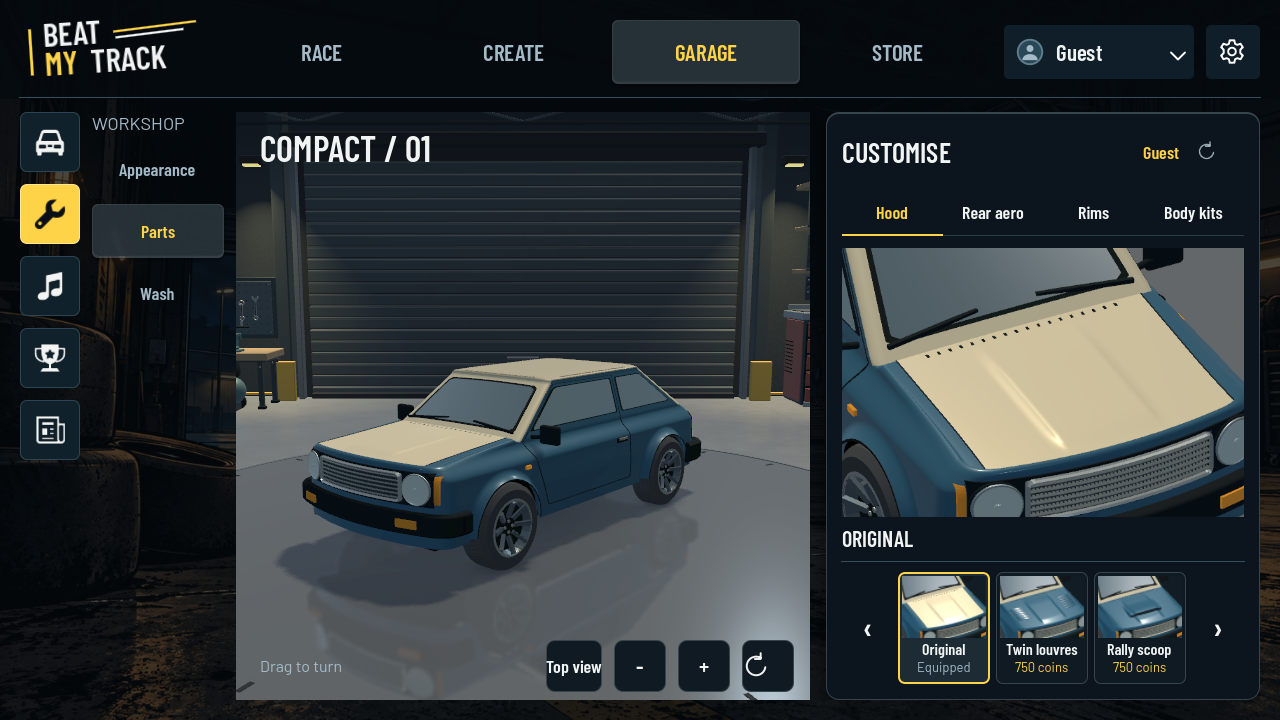 BEAT
MY TRACK
RACE
CREATE
GARAGE
STORE
Guest
WORKSHOP
Appearance
Parts
Wash
COMPACT / 01
Drag to turn
Top view
-
+
CUSTOMISE
Guest
Hood
Rear aero
Rims
Body kits
ORIGINAL
‹
Original
Equipped
Twin louvres
750 coins
Rally scoop
750 coins
›